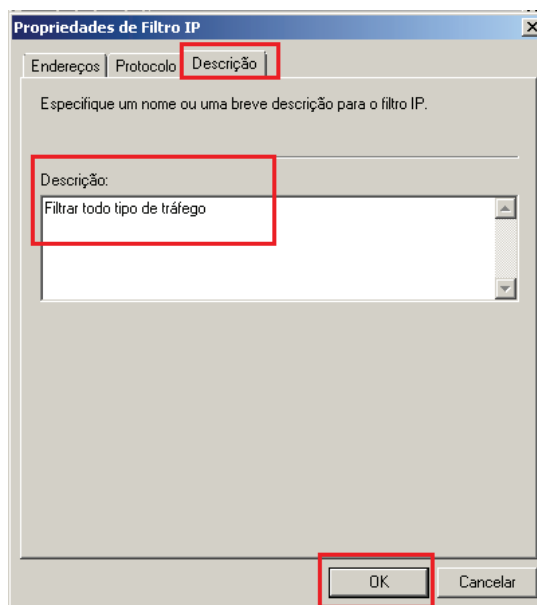 Propriedades de Filtro IP
Endereços Protocolo Descrição
Especifique um nome ou uma breve descrição para o filtro IP.
Descrição:
Filtrar todo tipo de tráfego
OK Cancelar